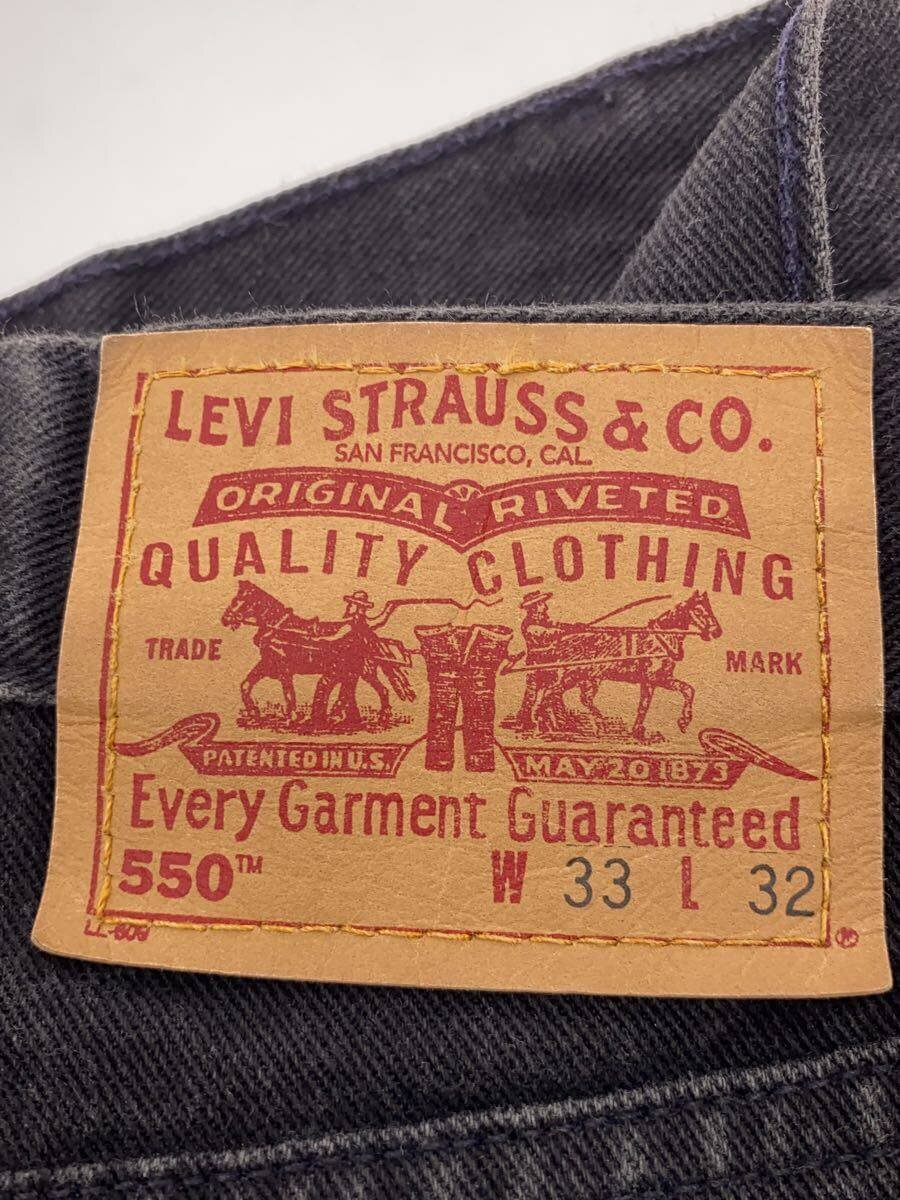 LEVI STRAUSS & CO.
SAN FRANCISCO, CAL.
ORIGINAL RIVETED
QUALITY CLOTHING
TRADE MARK
PATENTED IN U.S. MAY 20 1873
Every Garment Guaranteed
550™ W 33 L 32
®